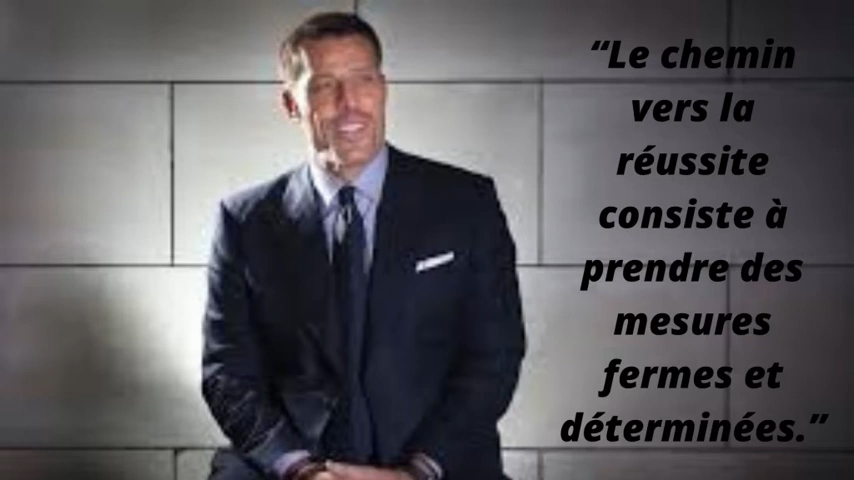 “Le chemin
vers la
réussite
consiste à
prendre des
mesures
fermes et
déterminées.”